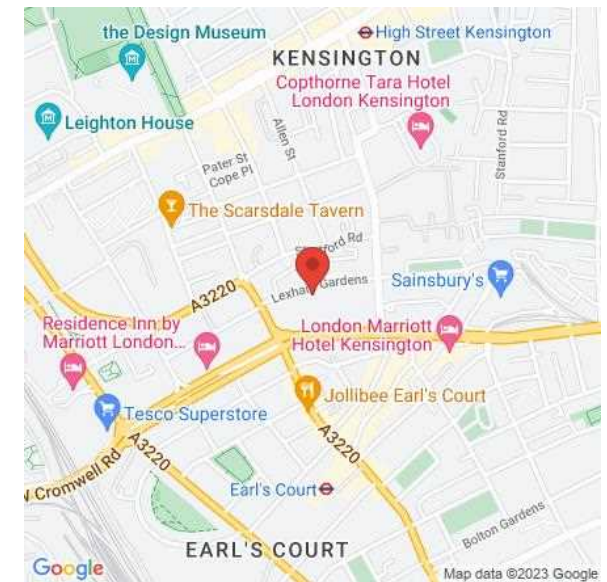 the Design Museum
High Street Kensington
KENSINGTON
Copthorne Tara Hotel
London Kensington
Leighton House
Allen St
Stanford Rd
Pater St
Cope Pl
The Scarsdale Tavern
Rd
Gardens
Sainsbury's
A3220
Residence Inn by
Marriott London...
London Marriott
Hotel Kensington
Jollibee Earl's Court
Tesco Superstore
A3220
A3220
W Cromwell Rd
Earl's Court
Bolton Gardens
EARL'S COURT
Google
Map data ©2023 Google